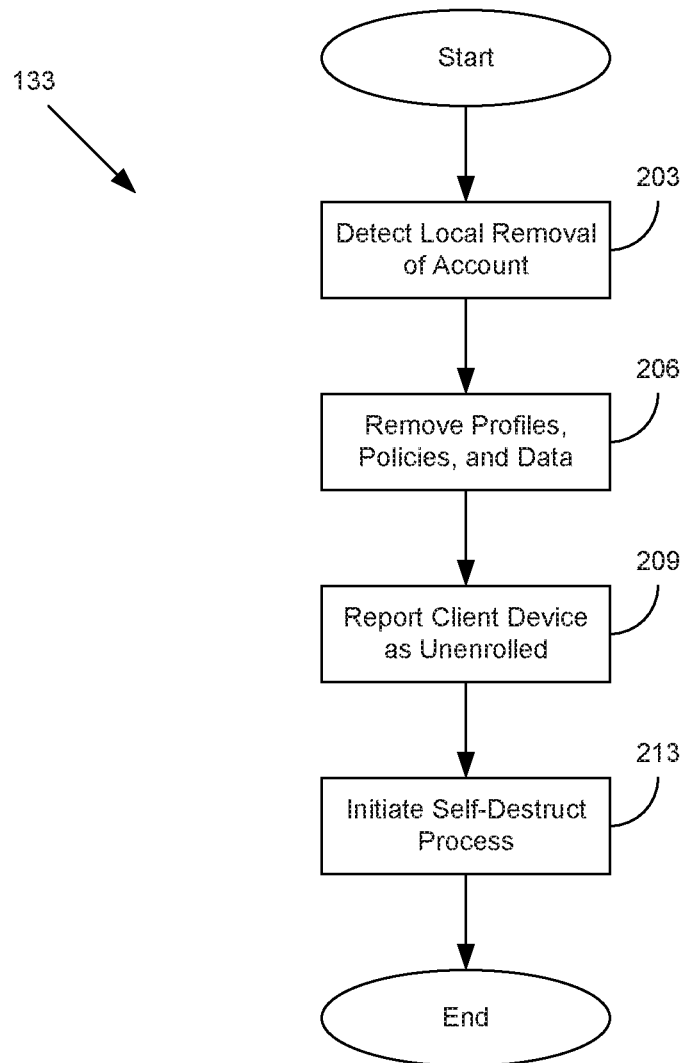 Start
133
203
Detect Local Removal
of Account
206
Remove Profiles,
Policies, and Data
209
Report Client Device
as Unenrolled
213
Initiate Self-Destruct
Process
End